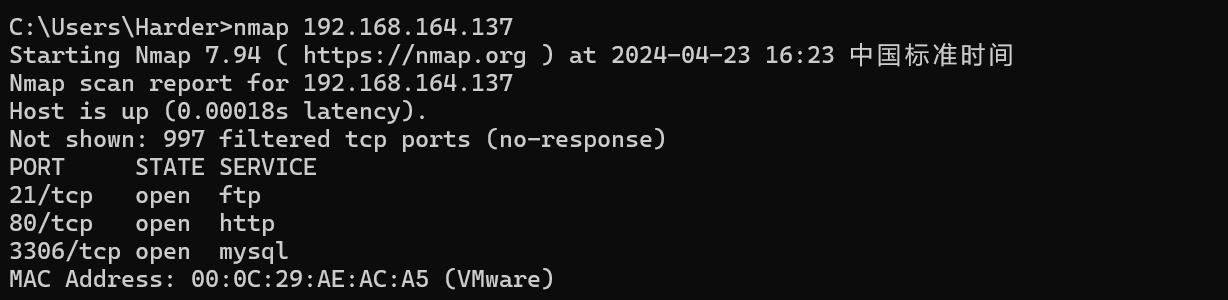 C:\Users\Harder>nmap 192.168.164.137
Starting Nmap 7.94 ( https://nmap.org ) at 2024-04-23 16:23 中国标准时间
Nmap scan report for 192.168.164.137
Host is up (0.00018s latency).
Not shown: 997 filtered tcp ports (no-response)
PORT     STATE SERVICE
21/tcp   open  ftp
80/tcp   open  http
3306/tcp open  mysql
MAC Address: 00:0C:29:AE:AC:A5 (VMware)